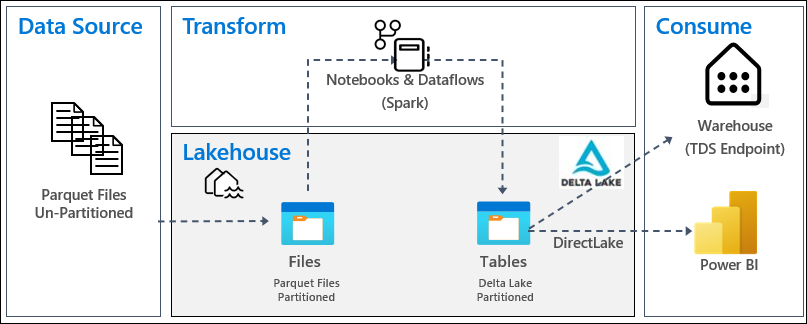 Data Source
Parquet Files
Un-Partitioned
Transform
Notebooks & Dataflows
(Spark)
Lakehouse
DELTA LAKE
Files
Parquet Files
Partitioned
Tables
Delta Lake
Partitioned
DirectLake
Consume
Warehouse
(TDS Endpoint)
Power BI